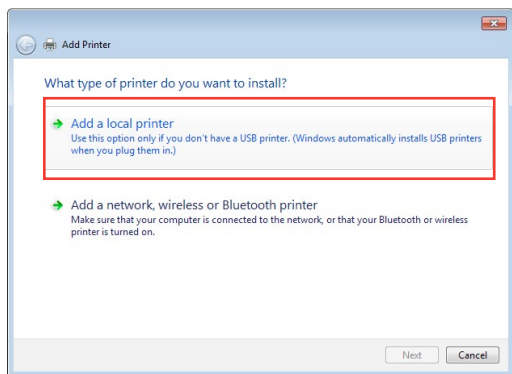 Add Printer
What type of printer do you want to install?
Add a local printer
Use this option only if you don't have a USB printer. (Windows automatically installs USB printers
when you plug them in.)
Add a network, wireless or Bluetooth printer
Make sure that your computer is connected to the network, or that your Bluetooth or wireless
printer is turned on.
Next
Cancel